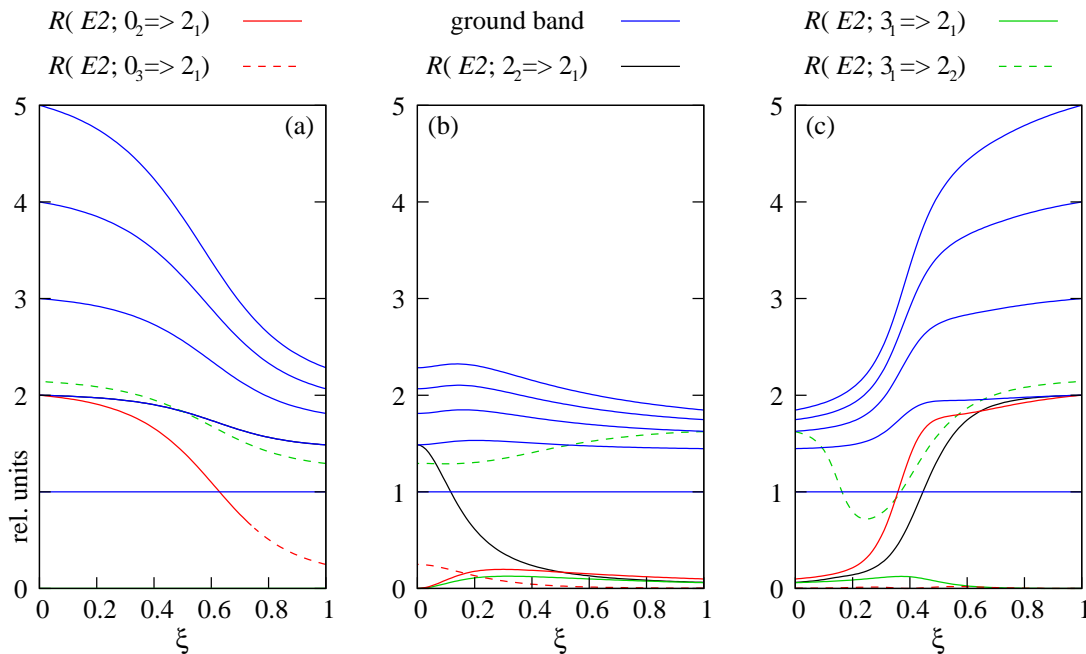 R( E2; 0₂=> 2₁) ground band R( E2; 3₁=> 2₁)
R( E2; 0₃=> 2₁) R( E2; 2₂=> 2₁) R( E2; 3₁=> 2₂)
(a) (b) (c)
5 5 5
4 4 4
3 3 3
2 2 2
1 1 1
0 0 0
rel. units
0 0.2 0.4 0.6 0.8 1 0 0.2 0.4 0.6 0.8 1 0 0.2 0.4 0.6 0.8 1
ξ ξ ξ